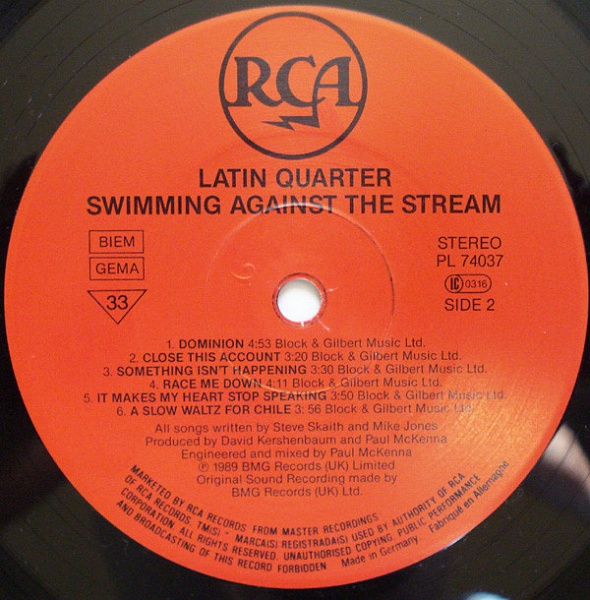 RCA
LATIN QUARTER
SWIMMING AGAINST THE STREAM
BIEM
GEMA
33
STEREO
PL 74037
LC 0316
SIDE 2
1. DOMINION 4:53 Block & Gilbert Music Ltd.
2. CLOSE THIS ACCOUNT 3:20 Block & Gilbert Music Ltd.
3. SOMETHING ISN'T HAPPENING 3:30 Block & Gilbert Music Ltd.
4. RACE ME DOWN 4:11 Block & Gilbert Music Ltd.
5. IT MAKES MY HEART STOP SPEAKING 3:50 Block & Gilbert Music Ltd.
6. A SLOW WALTZ FOR CHILE 3: 56 Block & Gilbert Music Ltd.
All songs written by Steve Skaith and Mike Jones
Produced by David Kershenbaum and Paul McKenna
Engineered and mixed by Paul McKenna
℗ 1989 BMG Records (UK) Limited
Original Sound Recording made by
BMG Records (UK) Ltd.
MARKETED BY RCA RECORDS FROM MASTER RECORDINGS
OF RCA RECORDS, TM(S) - MARCA(S) REGISTRADA(S) USED BY AUTHORITY OF RCA
CORPORATION. ALL RIGHTS RESERVED. UNAUTHORISED COPYING, PUBLIC PERFORMANCE
AND BROADCASTING OF THIS RECORD FORBIDDEN Made in Germany Fabriqué en Allemagne